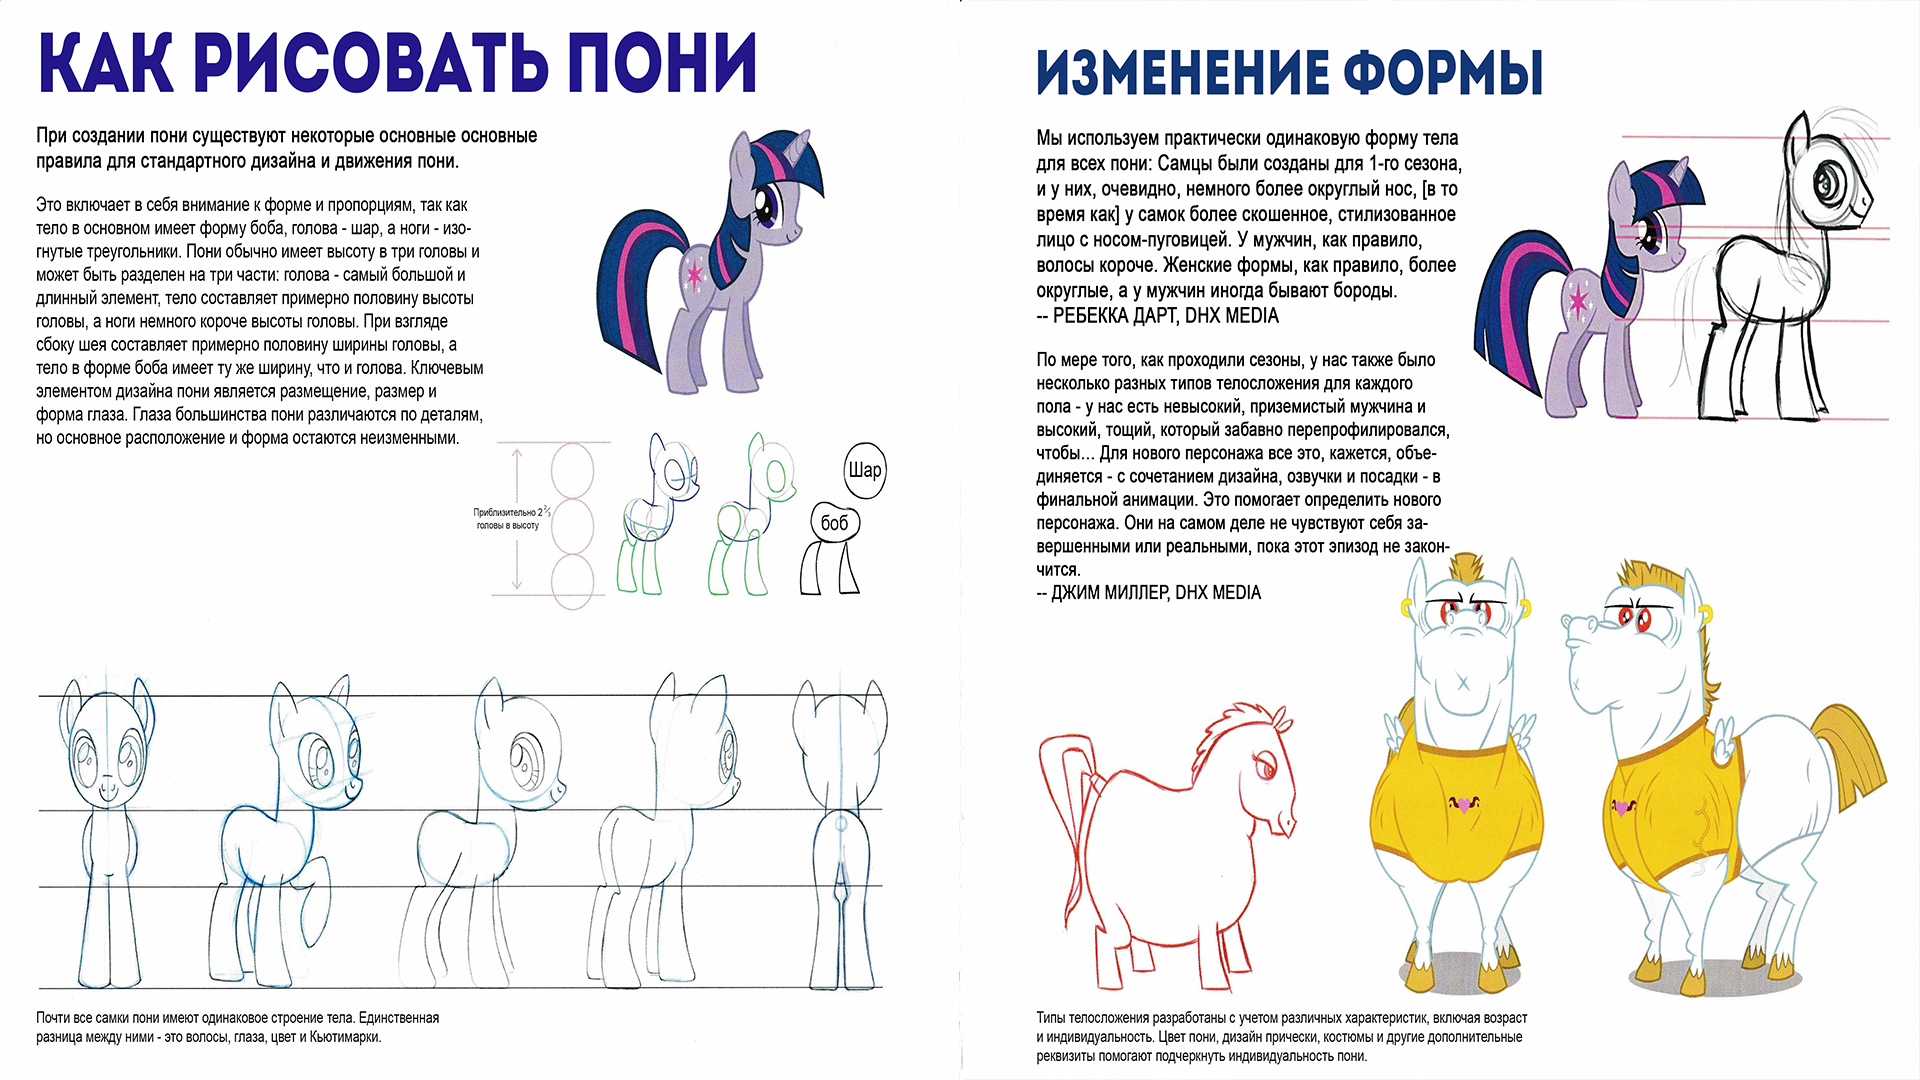 КАК РИСОВАТЬ ПОНИ
При создании пони существуют некоторые основные основные
правила для стандартного дизайна и движения пони.
Это включает в себя внимание к форме и пропорциям, так как
тело в основном имеет форму боба, голова - шар, а ноги - изо-
гнутые треугольники. Пони обычно имеет высоту в три головы и
может быть разделен на три части: голова - самый большой и
длинный элемент, тело составляет примерно половину высоты
головы, а ноги немного короче высоты головы. При взгляде
сбоку шея составляет примерно половину ширины головы, а
тело в форме боба имеет ту же ширину, что и голова. Ключевым
элементом дизайна пони является размещение, размер и
форма глаза. Глаза большинства пони различаются по деталям,
но основное расположение и форма остаются неизменными.
Приблизительно 2 ⅔
головы в высоту
Шар
боб
Почти все самки пони имеют одинаковое строение тела. Единственная
разница между ними - это волосы, глаза, цвет и Кьютимарки.
ИЗМЕНЕНИЕ ФОРМЫ
Мы используем практически одинаковую форму тела
для всех пони: Самцы были созданы для 1-го сезона,
и у них, очевидно, немного более округлый нос, [в то
время как] у самок более скошенное, стилизованное
лицо с носом-пуговицей. У мужчин, как правило,
волосы короче. Женские формы, как правило, более
округлые, а у мужчин иногда бывают бороды.
-- РЕБЕККА ДАРТ, DHX MEDIA
По мере того, как проходили сезоны, у нас также было
несколько разных типов телосложения для каждого
пола - у нас есть невысокий, приземистый мужчина и
высокий, тощий, который забавно перепрофилировался,
чтобы… Для нового персонажа все это, кажется, объе-
диняется - с сочетанием дизайна, озвучки и посадки - в
финальной анимации. Это помогает определить нового
персонажа. Они на самом деле не чувствуют себя за-
вершенными или реальными, пока этот эпизод не закон-
чится.
-- ДЖИМ МИЛЛЕР, DHX MEDIA
Типы телосложения разработаны с учетом различных характеристик, включая возраст
и индивидуальность. Цвет пони, дизайн прически, костюмы и другие дополнительные
реквизиты помогают подчеркнуть индивидуальность пони.